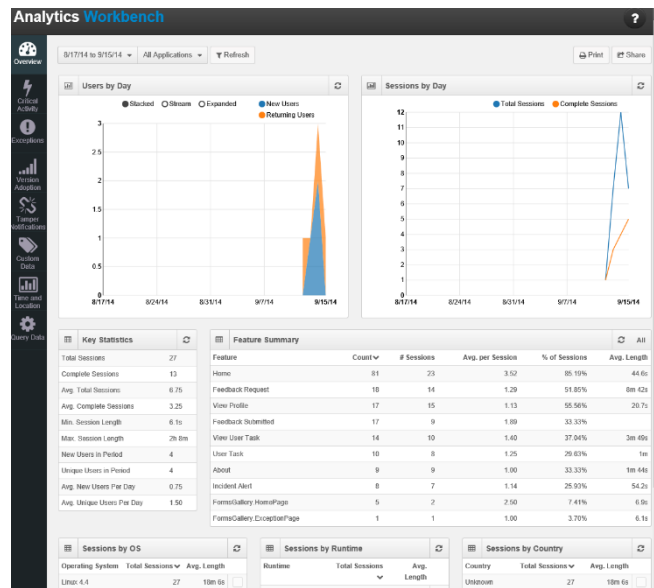 Analytics Workbench ?
Overview
Critical
Activity
Exceptions
Version
Adoption
Tamper
Notifications
Custom
Data
Time and
Location
Query Data
8/17/14 to 9/15/14 All Applications Refresh Print Share
Users by Day
Stacked Stream Expanded New Users
Returning Users
3
2.5
2
1.5
1
0.5
0
8/17/14 8/24/14 8/31/14 9/7/14 9/15/14
Sessions by Day
Total Sessions Complete Sessions
12
11
10
9
8
7
6
5
4
3
2
1
0
8/17/14 8/24/14 8/31/14 9/7/14 9/15/14
Key Statistics
Total Sessions 27
Complete Sessions 13
Avg. Total Sessions 6.75
Avg. Complete Sessions 3.25
Min. Session Length 6.1s
Max. Session Length 2h 8m
New Users in Period 4
Unique Users in Period 4
Avg. New Users Per Day 0.75
Avg. Unique Users Per Day 1.50
Feature Summary All
Feature Count # Sessions Avg. per Session % of Sessions Avg. Length
Home 81 23 3.52 85.19% 44.6s
Feedback Request 18 14 1.29 51.85% 8m 42s
View Profile 17 15 1.13 55.56% 20.7s
Feedback Submitted 17 9 1.89 33.33%
View User Task 14 10 1.40 37.04% 3m 49s
User Task 10 8 1.25 29.63% 1m
About 9 9 1.00 33.33% 1m 44s
Incident Alert 8 7 1.14 25.93% 54.2s
FormsGallery.HomePage 5 2 2.50 7.41% 6.9s
FormsGallery.ExceptionPage 1 1 1.00 3.70% 6.1s
Sessions by OS
Operating System Total Sessions Avg. Length
Linux 4.4 27 18m 6s
Sessions by Runtime
Runtime Total Sessions Avg.
Length
Sessions by Country
Country Total Sessions Avg. Length
Unknown 27 18m 6s